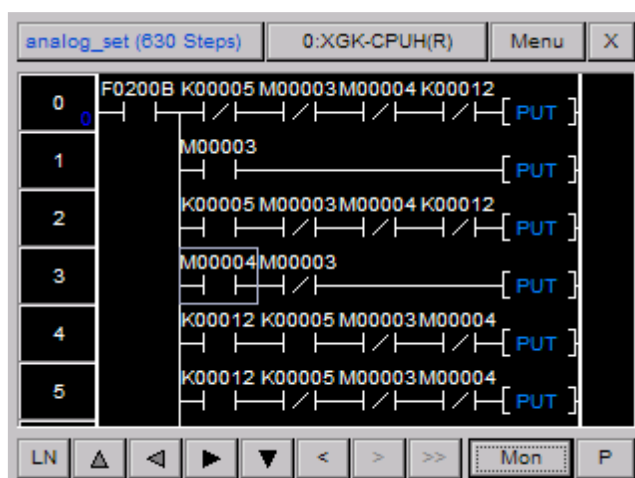 analog_set (630 Steps) 0:XGK-CPUH(R) Menu X
F0200B K00005 M00003 M00004 K00012
0 0 PUT
M00003
1 PUT
K00005 M00003 M00004 K00012
2 PUT
M00004 M00003
3 PUT
K00012 K00005 M00003 M00004
4 PUT
K00012 K00005 M00003 M00004
5 PUT
LN < > >> Mon P